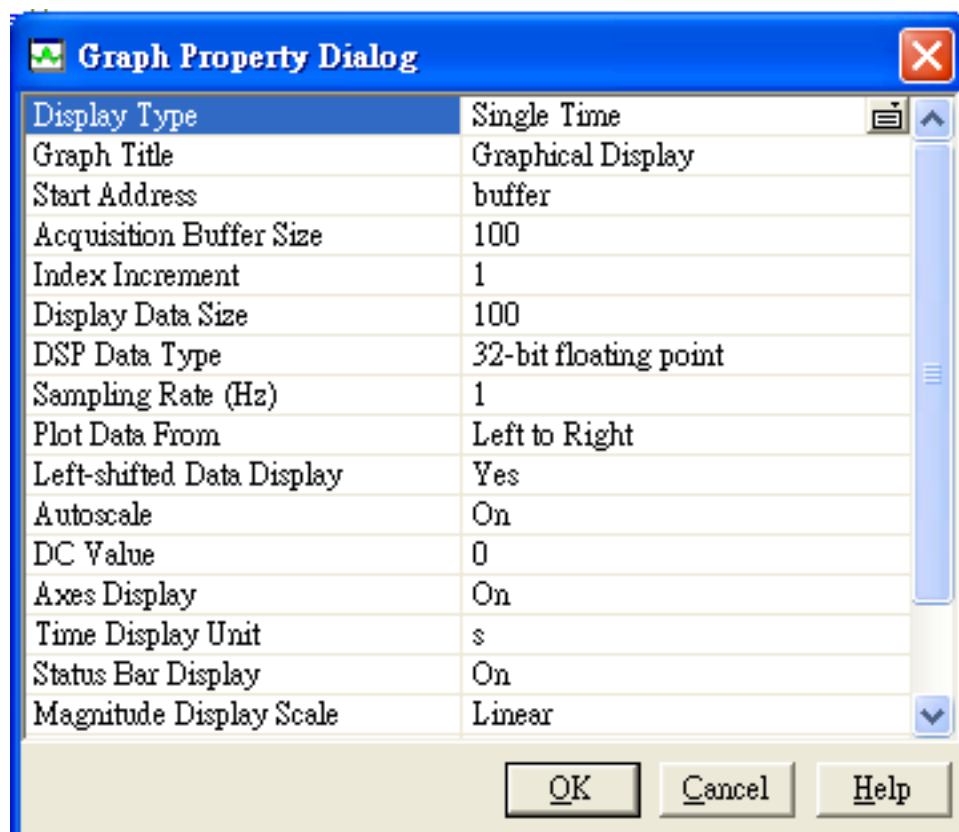 Graph Property Dialog
Display Type Single Time
Graph Title Graphical Display
Start Address buffer
Acquisition Buffer Size 100
Index Increment 1
Display Data Size 100
DSP Data Type 32-bit floating point
Sampling Rate (Hz) 1
Plot Data From Left to Right
Left-shifted Data Display Yes
Autoscale On
DC Value 0
Axes Display On
Time Display Unit s
Status Bar Display On
Magnitude Display Scale Linear
OK Cancel Help